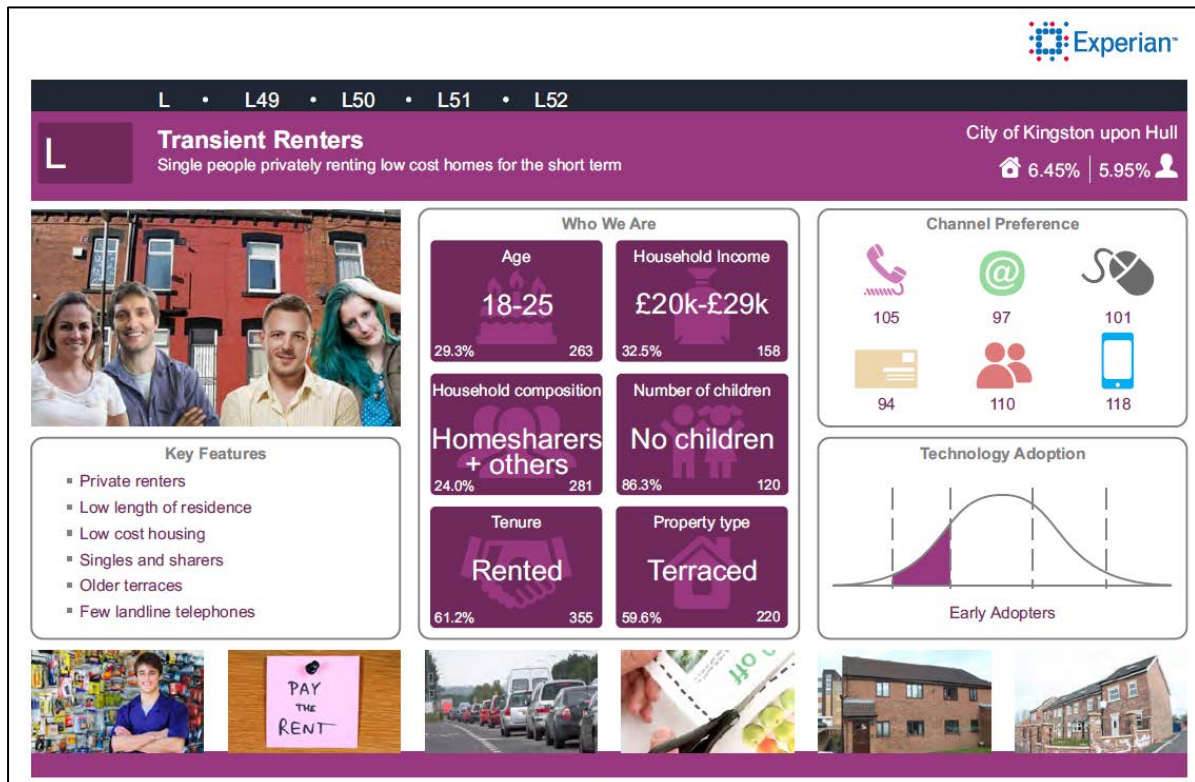 Experian™
L • L49 • L50 • L51 • L52
L
Transient Renters
Single people privately renting low cost homes for the short term
City of Kingston upon Hull
6.45% | 5.95%
Who We Are
Age
18-25
29.3% 263
Household Income
£20k-£29k
32.5% 158
Household composition
Homesharers
+ others
24.0% 281
Number of children
No children
86.3% 120
Tenure
Rented
61.2% 355
Property type
Terraced
59.6% 220
Channel Preference
@
105 97 101
94 110 118
Key Features
▪ Private renters
▪ Low length of residence
▪ Low cost housing
▪ Singles and sharers
▪ Older terraces
▪ Few landline telephones
Technology Adoption
Early Adopters
PAY
THE
RENT
off